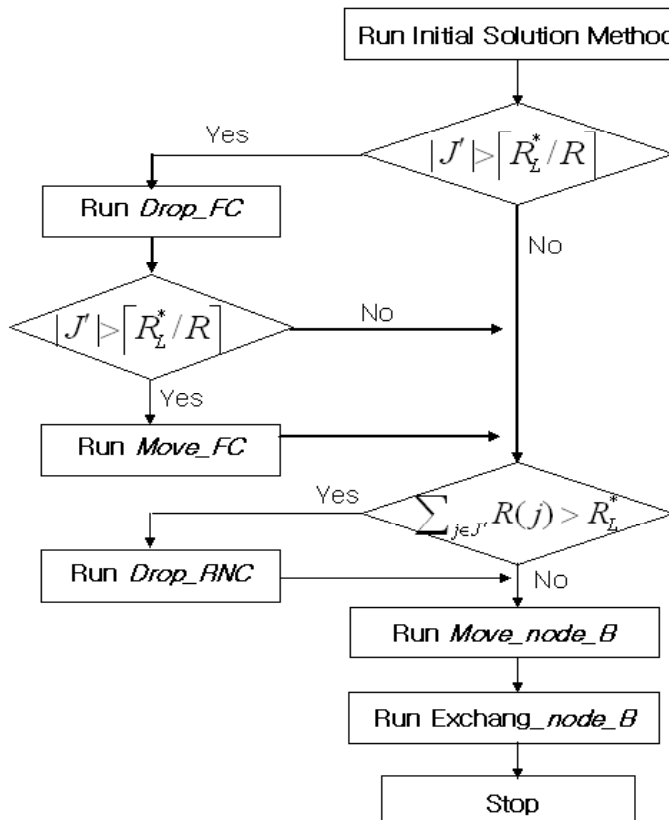 Run Initial Solution Method
Yes
|J'|>⌈R*_L/R⌉
Run Drop_FC
No
|J'|>⌈R*_L/R⌉
No
Yes
Run Move_FC
Yes
∑_{j∈J'} R(j) > R*_L
Run Drop_RNC
No
Run Move_node_B
Run Exchang_node_B
Stop